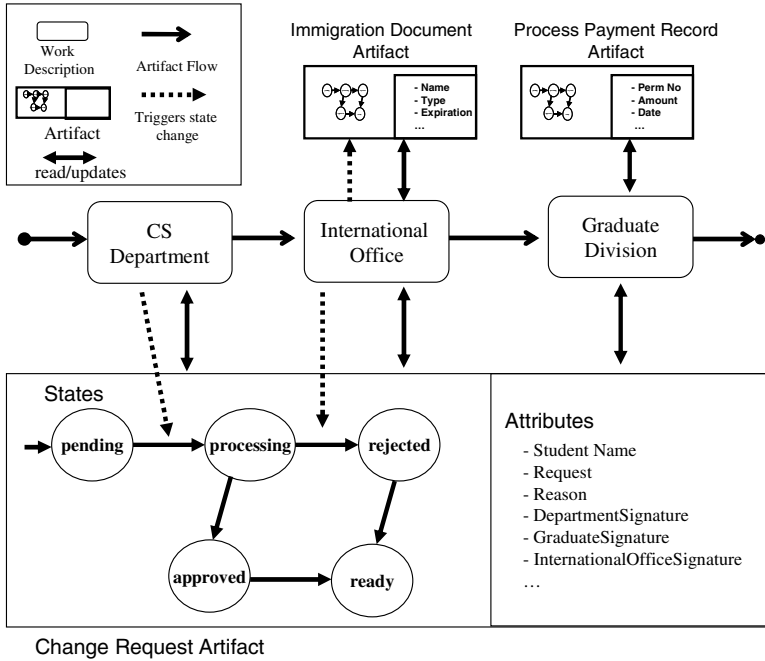 Work
Description
Artifact Flow
Artifact
Triggers state
change
read/updates
Immigration Document
Artifact
- Name
- Type
- Expiration
...
Process Payment Record
Artifact
- Perm No
- Amount
- Date
...
CS
Department
International
Office
Graduate
Division
States
pending
processing
rejected
approved
ready
Attributes
- Student Name
- Request
- Reason
- DepartmentSignature
- GraduateSignature
- InternationalOfficeSignature
...
Change Request Artifact